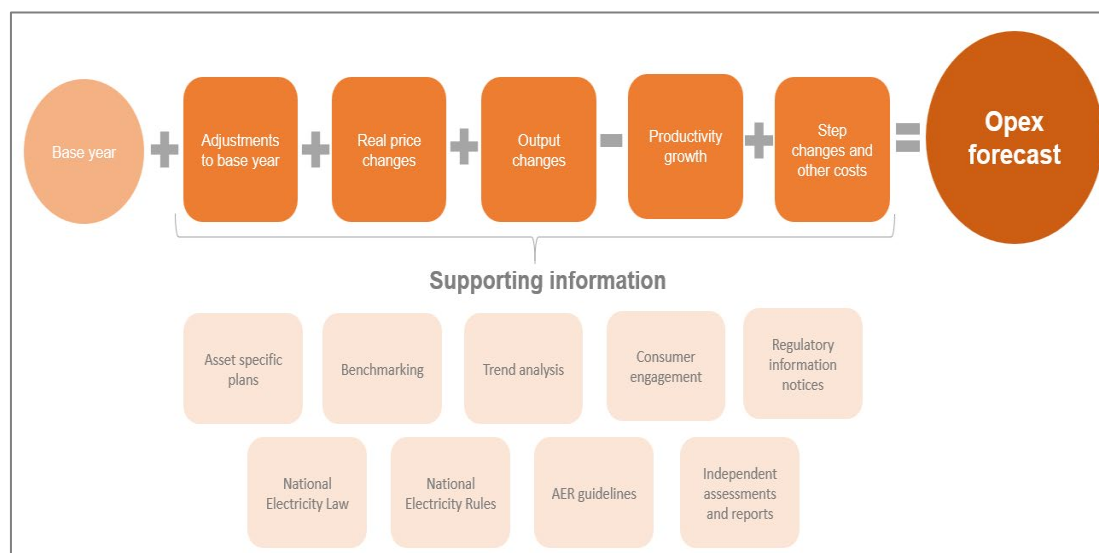 Base year
+
Adjustments
to base year
+
Real price
changes
+
Output
changes
-
Productivity
growth
+
Step
changes and
other costs
=
Opex
forecast
Supporting information
Asset specific
plans
Benchmarking
Trend analysis
Consumer
engagement
Regulatory
information
notices
National
Electricity Law
National
Electricity Rules
AER guidelines
Independent
assessments
and reports